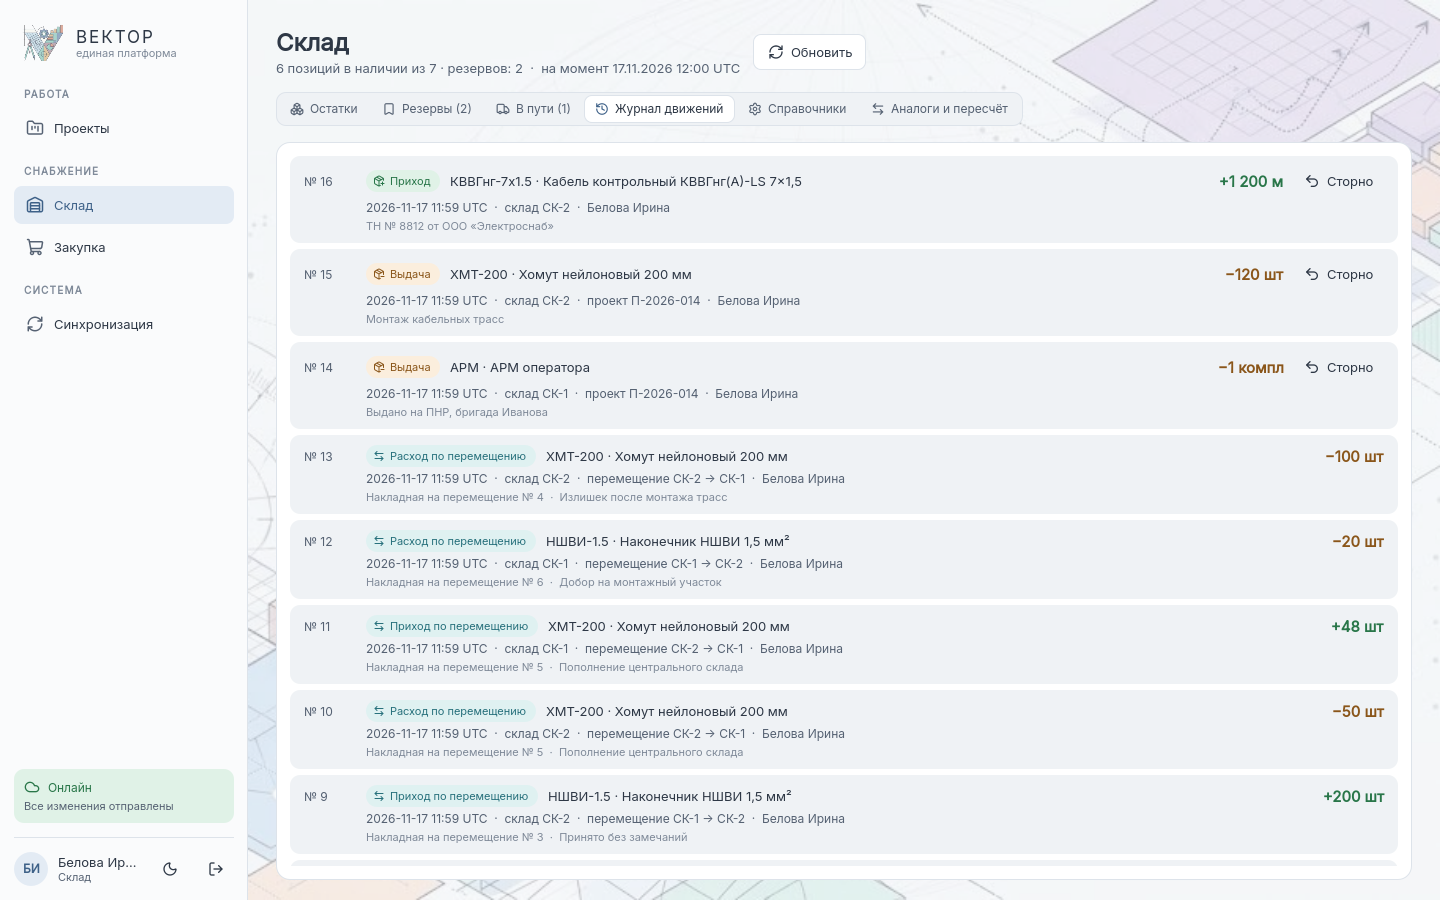 ВЕКТОР
единая платформа
РАБОТА
Проекты
СНАБЖЕНИЕ
Склад
Закупка
СИСТЕМА
Синхронизация
Онлайн
Все изменения отправлены
БИ
Белова Ир...
Склад
Склад
6 позиций в наличии из 7 · резервов: 2 · на момент 17.11.2026 12:00 UTC
Обновить
Остатки
Резервы (2)
В пути (1)
Журнал движений
Справочники
Аналоги и пересчёт
№ 16 Приход КВВГнг-7х1.5 · Кабель контрольный КВВГнг(А)-LS 7×1,5 +1 200 м Сторно
2026-11-17 11:59 UTC · склад СК-2 · Белова Ирина
ТН № 8812 от ООО «Электроснаб»
№ 15 Выдача ХМТ-200 · Хомут нейлоновый 200 мм −120 шт Сторно
2026-11-17 11:59 UTC · склад СК-2 · проект П-2026-014 · Белова Ирина
Монтаж кабельных трасс
№ 14 Выдача АРМ · АРМ оператора −1 компл Сторно
2026-11-17 11:59 UTC · склад СК-1 · проект П-2026-014 · Белова Ирина
Выдано на ПНР, бригада Иванова
№ 13 Расход по перемещению ХМТ-200 · Хомут нейлоновый 200 мм −100 шт
2026-11-17 11:59 UTC · склад СК-2 · перемещение СК-2 → СК-1 · Белова Ирина
Накладная на перемещение № 4 · Излишек после монтажа трасс
№ 12 Расход по перемещению НШВИ-1.5 · Наконечник НШВИ 1,5 мм² −20 шт
2026-11-17 11:59 UTC · склад СК-1 · перемещение СК-1 → СК-2 · Белова Ирина
Накладная на перемещение № 6 · Добор на монтажный участок
№ 11 Приход по перемещению ХМТ-200 · Хомут нейлоновый 200 мм +48 шт
2026-11-17 11:59 UTC · склад СК-1 · перемещение СК-2 → СК-1 · Белова Ирина
Накладная на перемещение № 5 · Пополнение центрального склада
№ 10 Расход по перемещению ХМТ-200 · Хомут нейлоновый 200 мм −50 шт
2026-11-17 11:59 UTC · склад СК-2 · перемещение СК-2 → СК-1 · Белова Ирина
Накладная на перемещение № 5 · Пополнение центрального склада
№ 9 Приход по перемещению НШВИ-1.5 · Наконечник НШВИ 1,5 мм² +200 шт
2026-11-17 11:59 UTC · склад СК-2 · перемещение СК-1 → СК-2 · Белова Ирина
Накладная на перемещение № 3 · Принято без замечаний